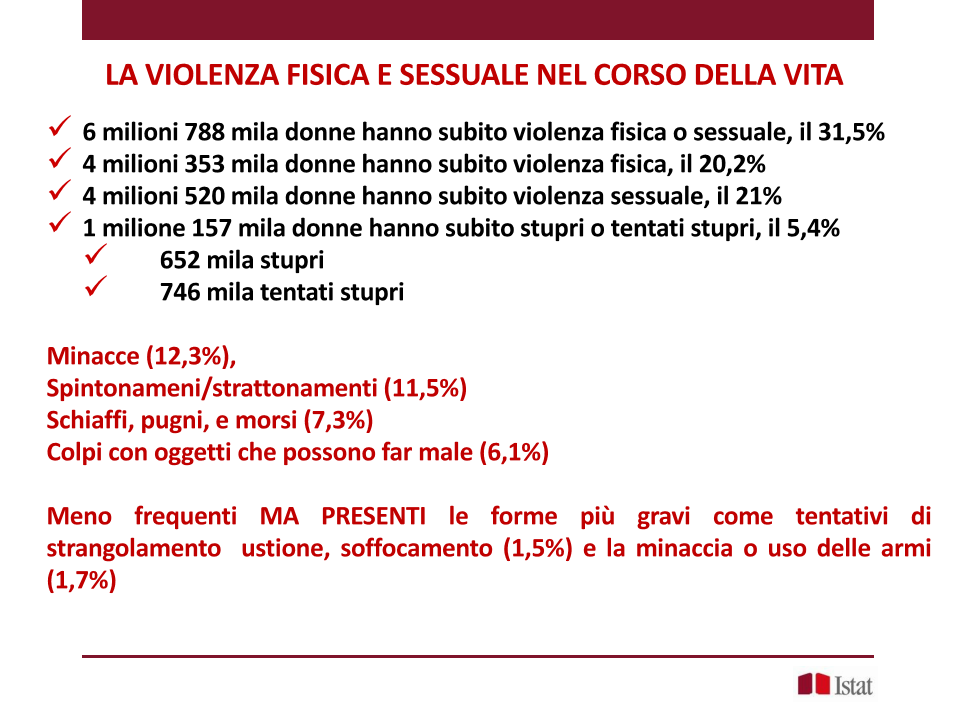 LA VIOLENZA FISICA E SESSUALE NEL CORSO DELLA VITA
✓ 6 milioni 788 mila donne hanno subito violenza fisica o sessuale, il 31,5%
✓ 4 milioni 353 mila donne hanno subito violenza fisica, il 20,2%
✓ 4 milioni 520 mila donne hanno subito violenza sessuale, il 21%
✓ 1 milione 157 mila donne hanno subito stupri o tentati stupri, il 5,4%
✓ 652 mila stupri
✓ 746 mila tentati stupri
Minacce (12,3%),
Spintonameni/strattonamenti (11,5%)
Schiaffi, pugni, e morsi (7,3%)
Colpi con oggetti che possono far male (6,1%)
Meno frequenti MA PRESENTI le forme più gravi come tentativi di
strangolamento ustione, soffocamento (1,5%) e la minaccia o uso delle armi
(1,7%)
Istat